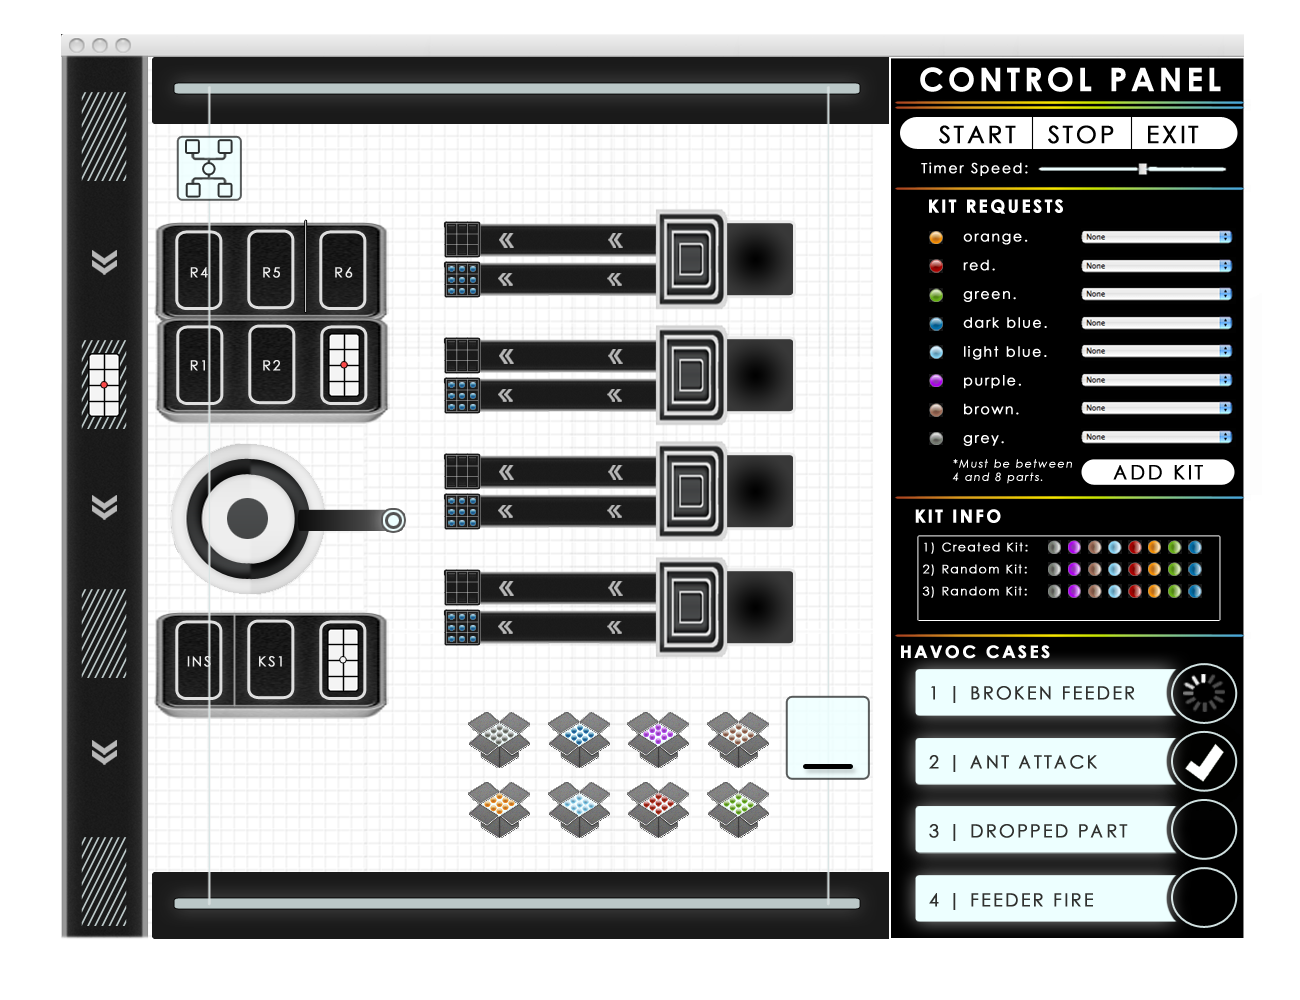 CONTROL PANEL
START STOP EXIT
Timer Speed:
KIT REQUESTS
orange. None
red. None
green. None
dark blue. None
light blue. None
purple. None
brown. None
grey. None
*Must be between
4 and 8 parts.
ADD KIT
KIT INFO
1) Created Kit:
2) Random Kit:
3) Random Kit:
HAVOC CASES
1 | BROKEN FEEDER
2 | ANT ATTACK
3 | DROPPED PART
4 | FEEDER FIRE
R4 R5 R6
R1 R2
INS KS1